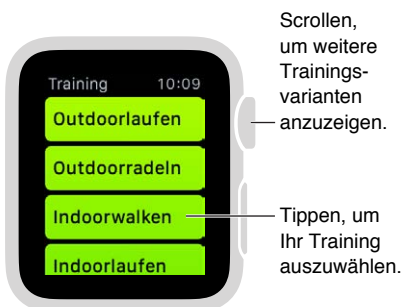 Scrollen,
um weitere
Trainings-
varianten
anzuzeigen.
Training 10:09
Outdoorlaufen
Outdoorradeln
Indoorwalken
Indoorlaufen
Tippen, um
Ihr Training
auszuwählen.